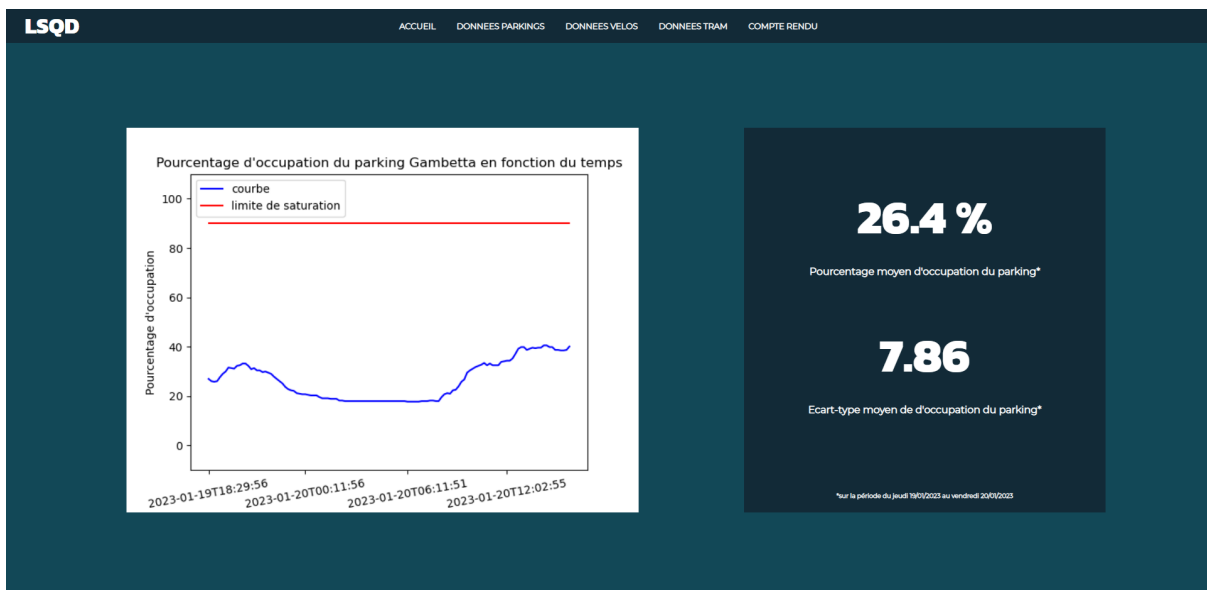 LSQD
ACCUEIL DONNEES PARKINGS DONNEES VELOS DONNEES TRAM COMPTE RENDU
Pourcentage d'occupation du parking Gambetta en fonction du temps
courbe
limite de saturation
Pourcentage d'occupation
100
80
60
40
20
0
2023-01-19T18:29:56
2023-01-20T00:11:56
2023-01-20T06:11:51
2023-01-20T12:02:55
26.4 %
Pourcentage moyen d'occupation du parking*
7.86
Ecart-type moyen de d'occupation du parking*
*sur la période du jeudi 19/01/2023 au vendredi 20/01/2023